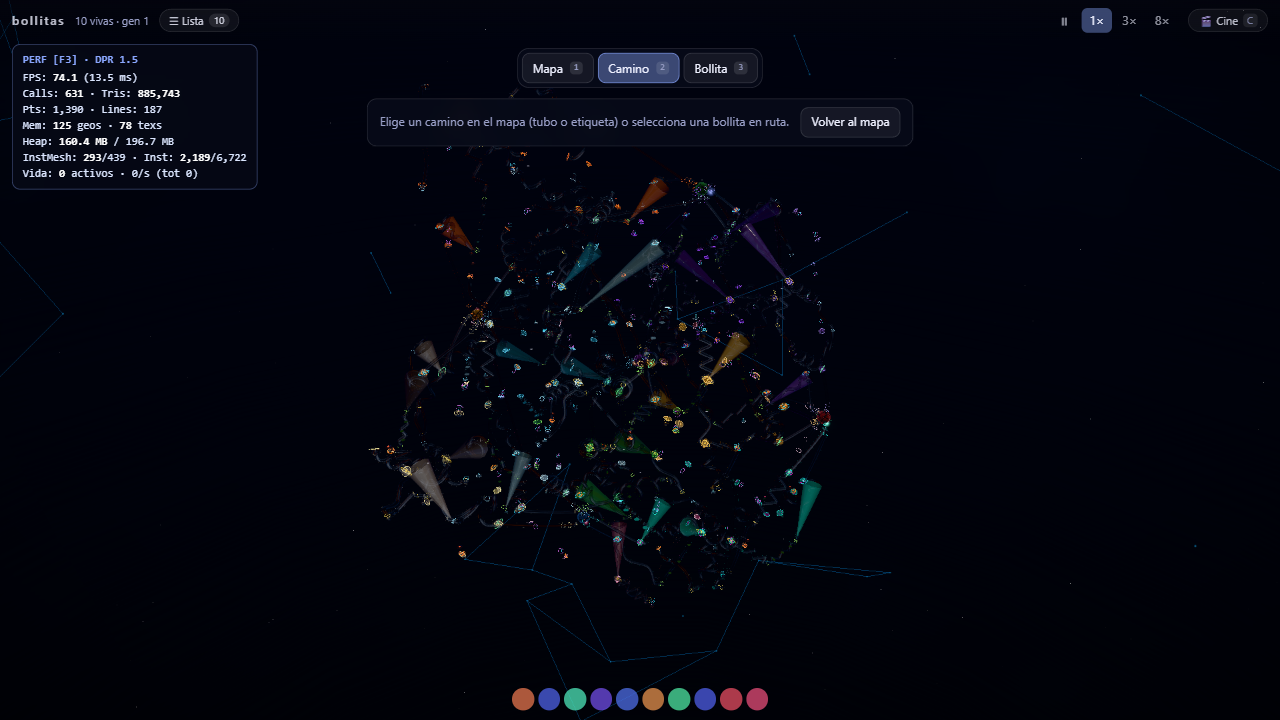 bollitas 10 vivas · gen 1 ☰ Lista 10
⏸ 1× 3× 8× 🎬 Cine C
PERF [F3] · DPR 1.5
FPS: 74.1 (13.5 ms)
Calls: 631 · Tris: 885,743
Pts: 1,390 · Lines: 187
Mem: 125 geos · 78 texs
Heap: 160.4 MB / 196.7 MB
InstMesh: 293/439 · Inst: 2,189/6,722
Vida: 0 activos · 0/s (tot 0)
Mapa 1 Camino 2 Bollita 3
Elige un camino en el mapa (tubo o etiqueta) o selecciona una bollita en ruta. Volver al mapa